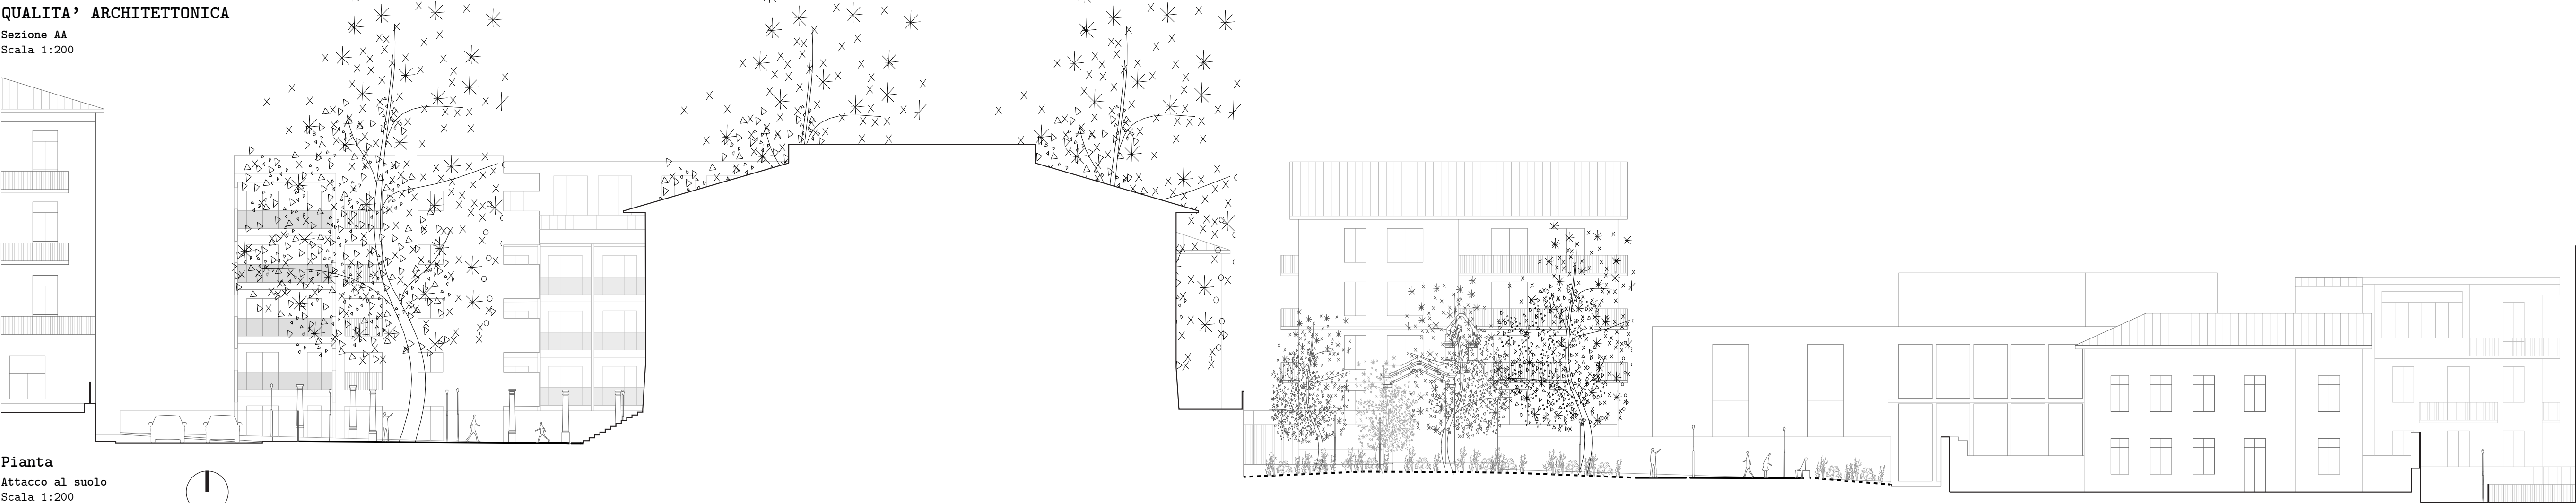 QUALITA’ ARCHITETTONICA
Sezione AA
Scala 1:200
Pianta
Attacco al suolo
Scala 1:200